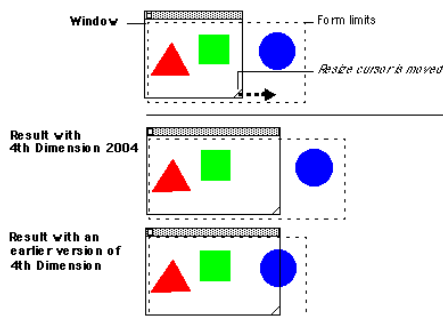 Window
Form limits
Resize cursor is moved
Result with
4th Dimension 2004
Result with an
earlier version of
4th Dimension